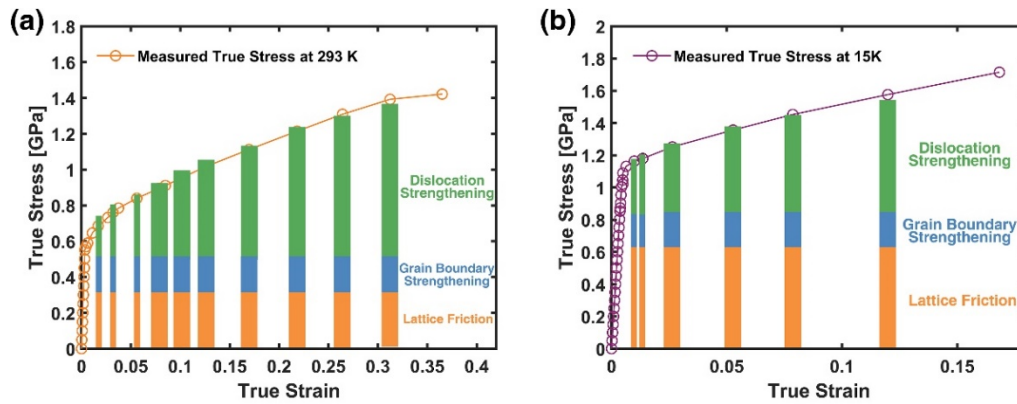 (a)
1.8
1.6
1.4
1.2
1
0.8
0.6
0.4
0.2
0
True Stress [GPa]
Measured True Stress at 293 K
Dislocation
Strengthening
Grain Boundary
Strengthening
Lattice Friction
0 0.05 0.1 0.15 0.2 0.25 0.3 0.35 0.4
True Strain
(b)
2
1.8
1.6
1.4
1.2
1
0.8
0.6
0.4
0.2
0
True Stress [GPa]
Measured True Stress at 15K
Dislocation
Strengthening
Grain Boundary
Strengthening
Lattice Friction
0 0.05 0.1 0.15
True Strain